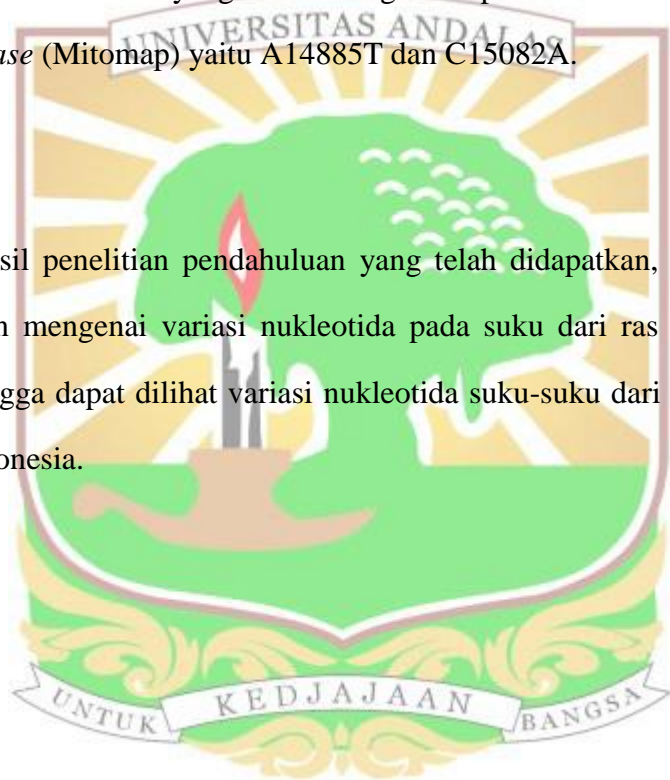 UNIVERSITAS ANDALAS
ase (Mitomap) yaitu A14885T dan C15082A.
sil penelitian pendahuluan yang telah didapatkan,
mengenai variasi nukleotida pada suku dari ras
gga dapat dilihat variasi nukleotida suku-suku dari
onesia.
UNTUK KEDJAJAAN BANGSA